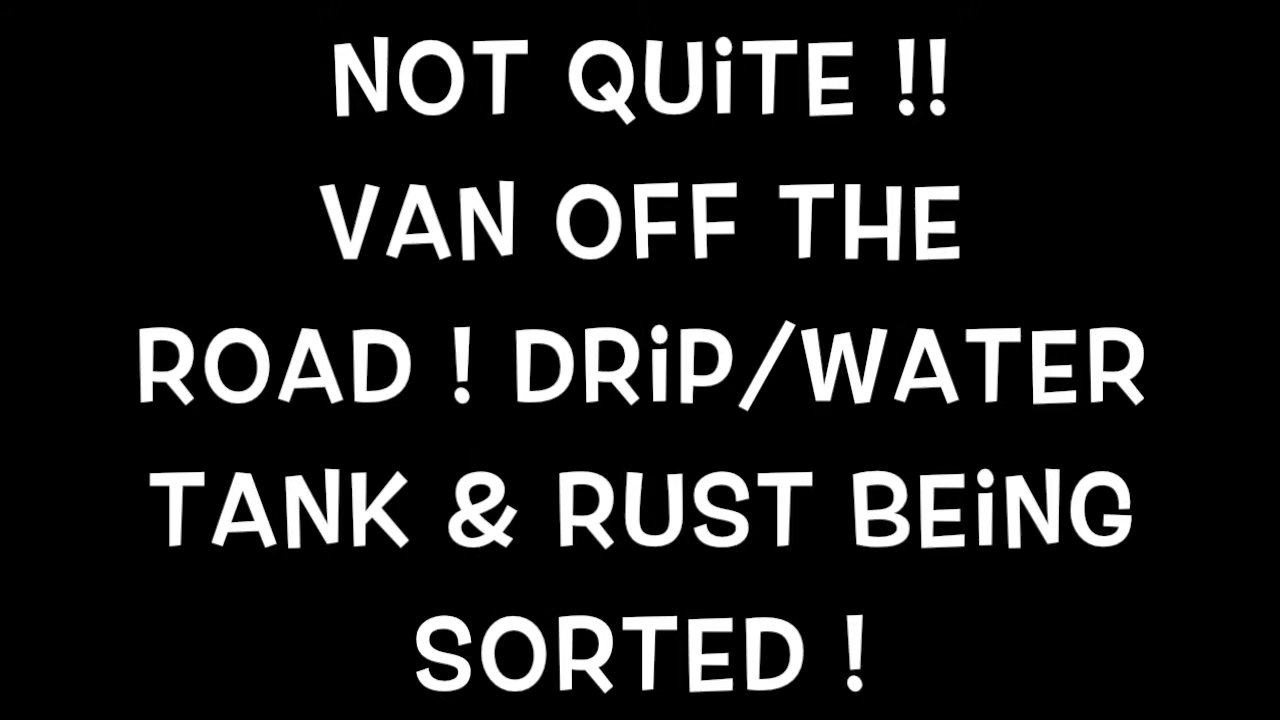 NOT QUiTE !!
VAN OFF THE
ROAD ! DRiP/WATER
TANK & RUST BEiNG
SORTED !